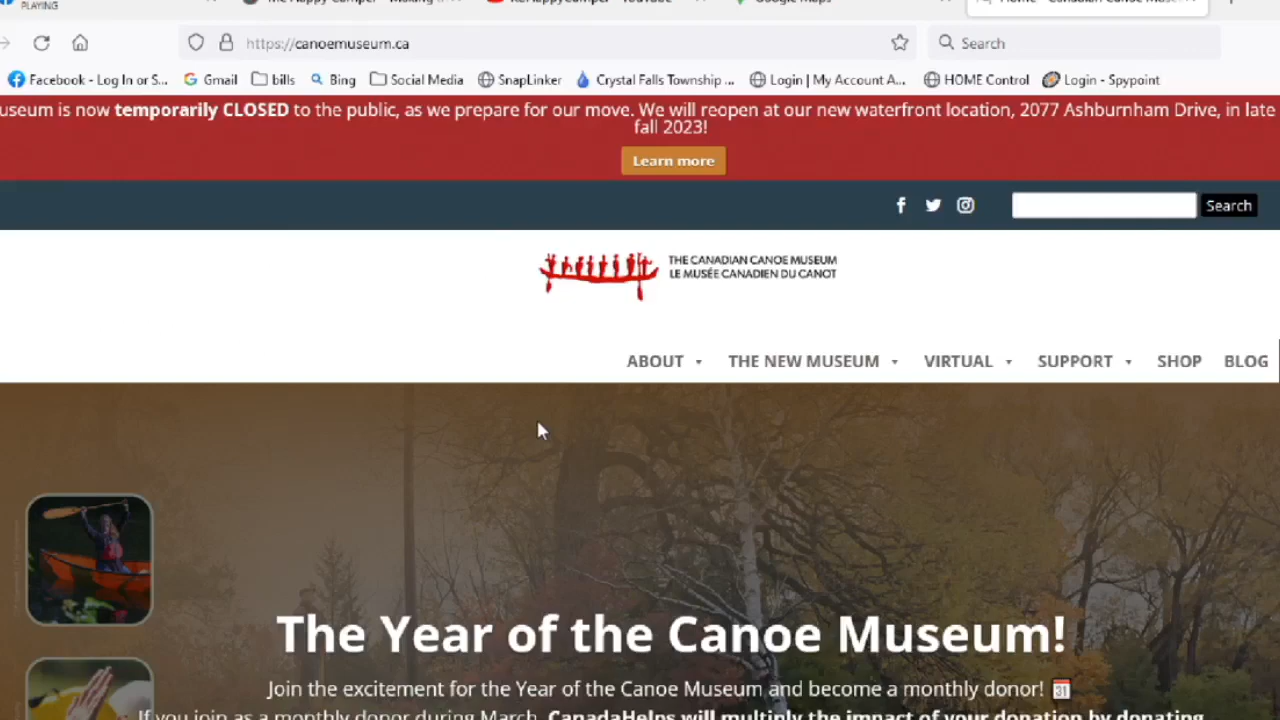 PLAYING
https://canoemuseum.ca
Search
Facebook - Log In or S...
Gmail
bills
Bing
Social Media
SnapLinker
Crystal Falls Township ...
Login | My Account A...
HOME Control
Login - Spypoint
useum is now temporarily CLOSED to the public, as we prepare for our move. We will reopen at our new waterfront location, 2077 Ashburnham Drive, in late
fall 2023!
Learn more
Search
THE CANADIAN CANOE MUSEUM
LE MUSÉE CANADIEN DU CANOT
ABOUT
THE NEW MUSEUM
VIRTUAL
SUPPORT
SHOP
BLOG
The Year of the Canoe Museum!
Join the excitement for the Year of the Canoe Museum and become a monthly donor! 31
If you join as a monthly donor during March, CanadaHelps will multiply the impact of your donation by donating